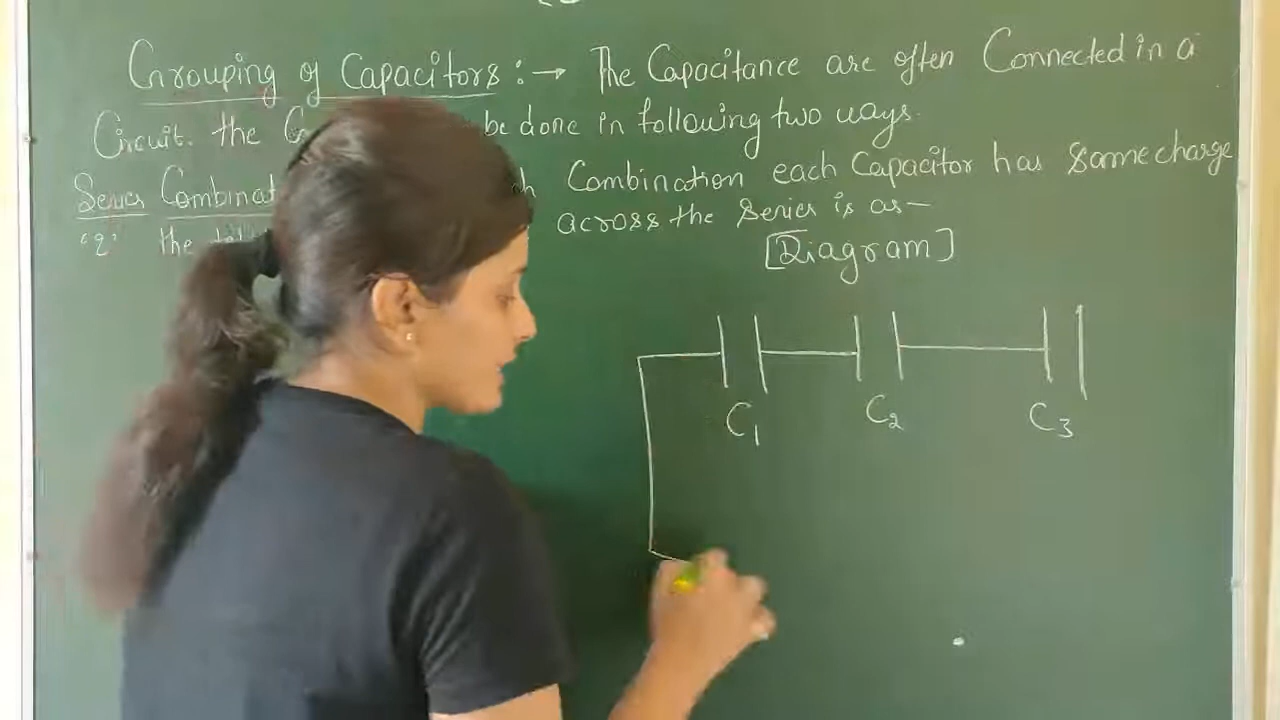 Grouping of Capacitors :→ The Capacitance are often Connected in a
Circuit. the be done in following two ways.
Series Combination each Capacitor has same charge
'q' the across the series is as—
[Diagram]
C1 C2 C3